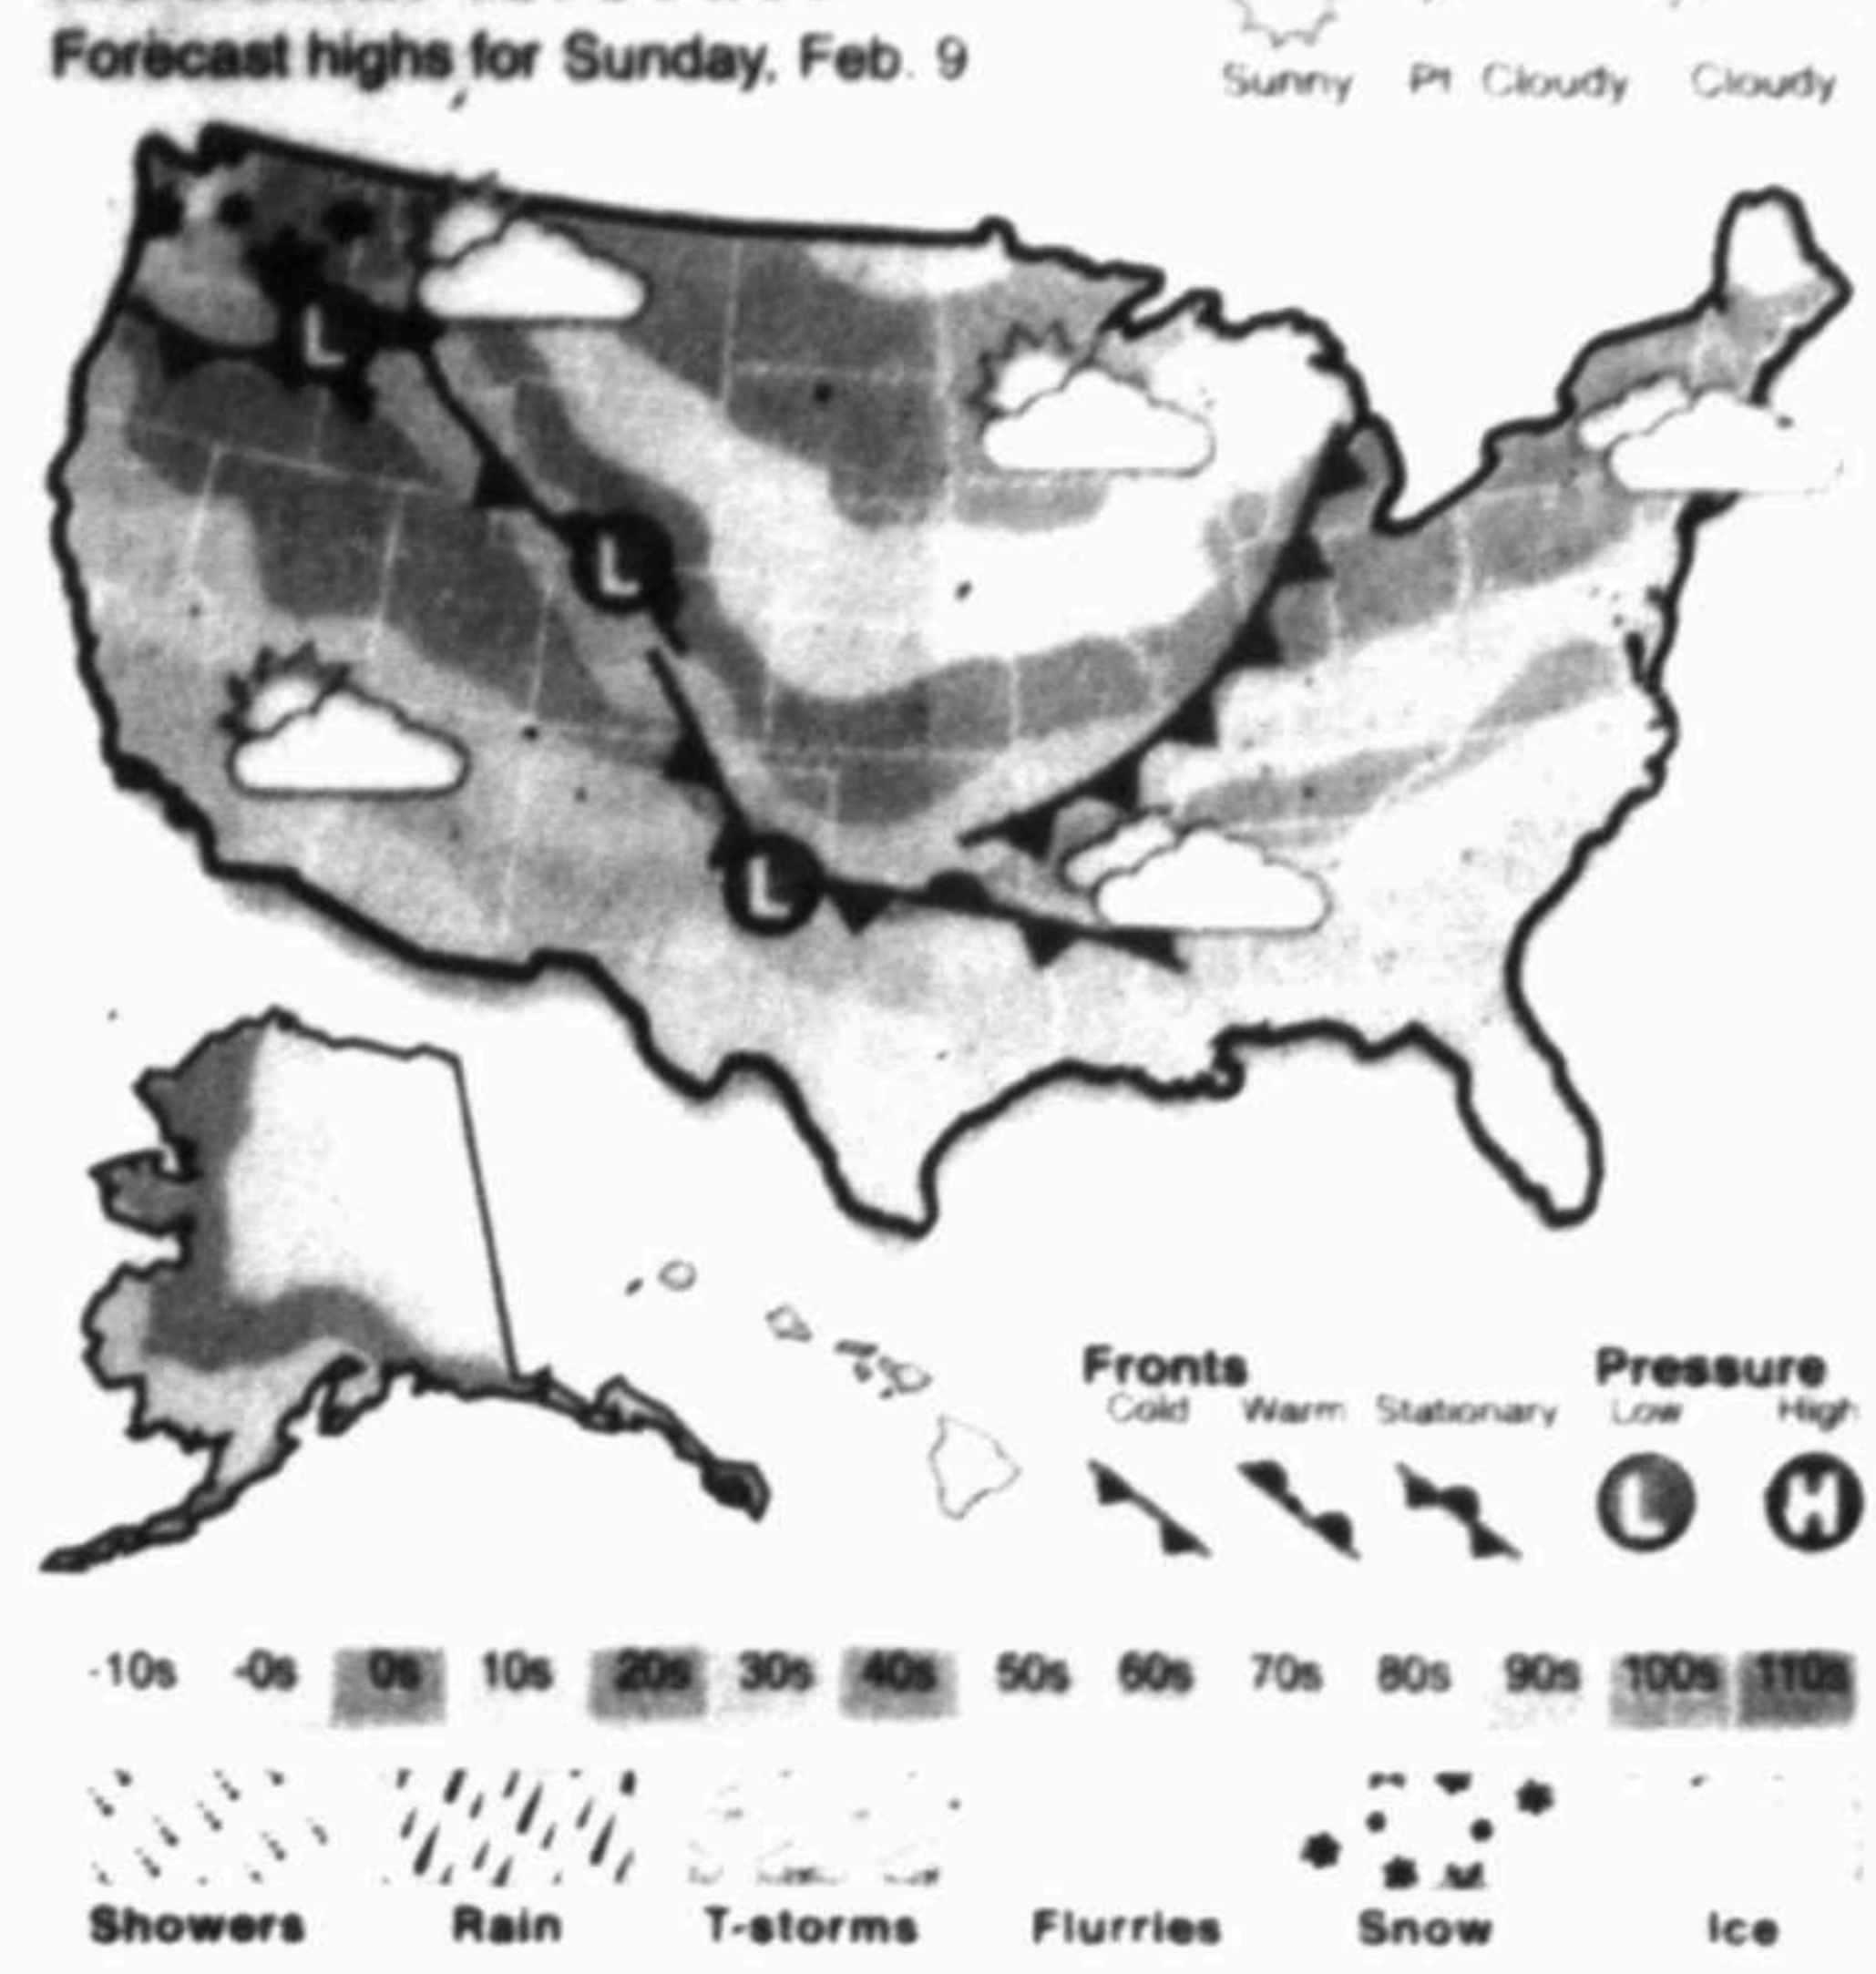 Forecast highs for Sunday, Feb. 9
Sunny Pt Cloudy Cloudy
L
L
L
Fronts Pressure
Cold Warm Stationary Low High
L H
-10s -0s 0s 10s 20s 30s 40s 50s 60s 70s 80s 90s 100s 110s
Showers Rain T-storms Flurries Snow Ice